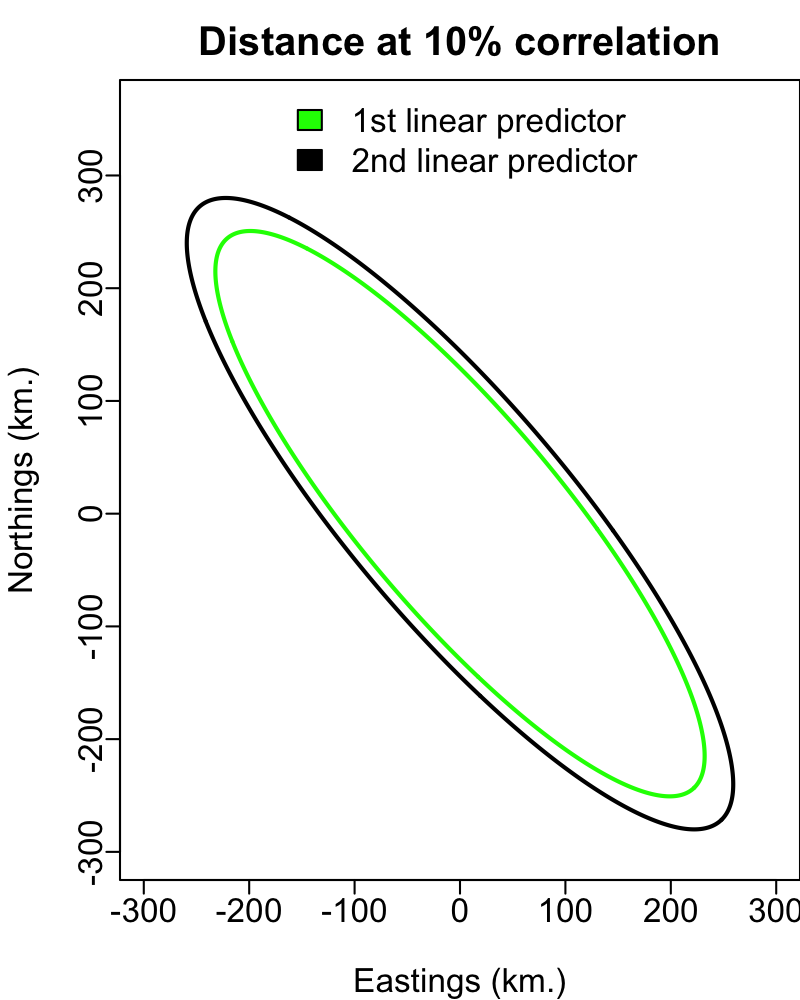 Distance at 10% correlation
1st linear predictor
2nd linear predictor
Northings (km.)
300
200
100
0
-100
-200
-300
-300 -200 -100 0 100 200 300
Eastings (km.)